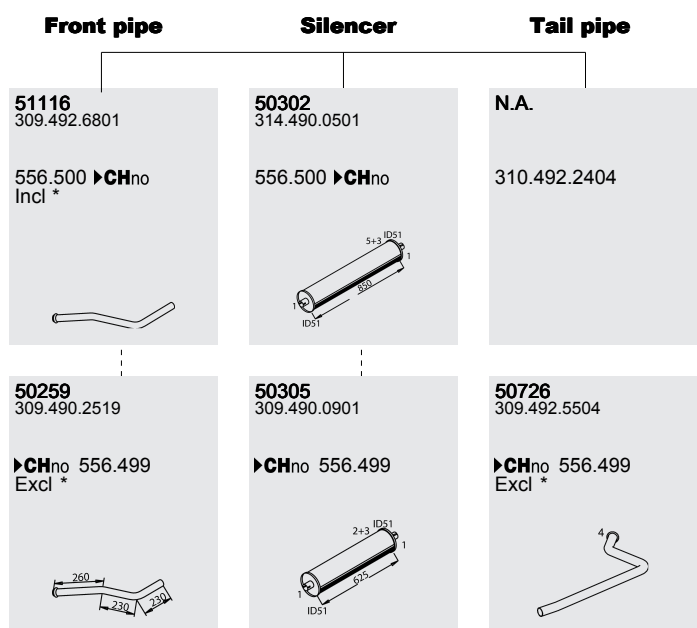 Front pipe
Silencer
Tail pipe
51116
309.492.6801
556.500 ▶CHno
Incl *
50302
314.490.0501
556.500 ▶CHno
5+3
ID51
1
850
1
ID51
N.A.
310.492.2404
50259
309.490.2519
▶CHno 556.499
Excl *
260
230
230
50305
309.490.0901
▶CHno 556.499
2+3
ID51
1
625
1
ID51
50726
309.492.5504
▶CHno 556.499
Excl *
4